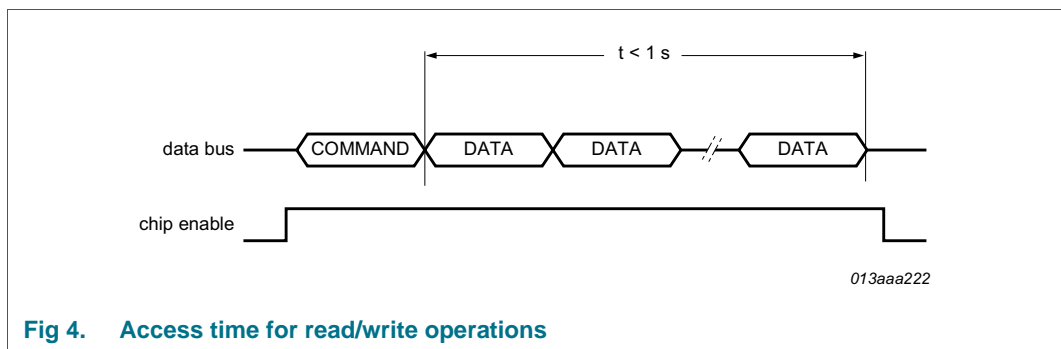 t < 1 s
data bus COMMAND DATA DATA DATA
chip enable
013aaa222
Fig 4. Access time for read/write operations